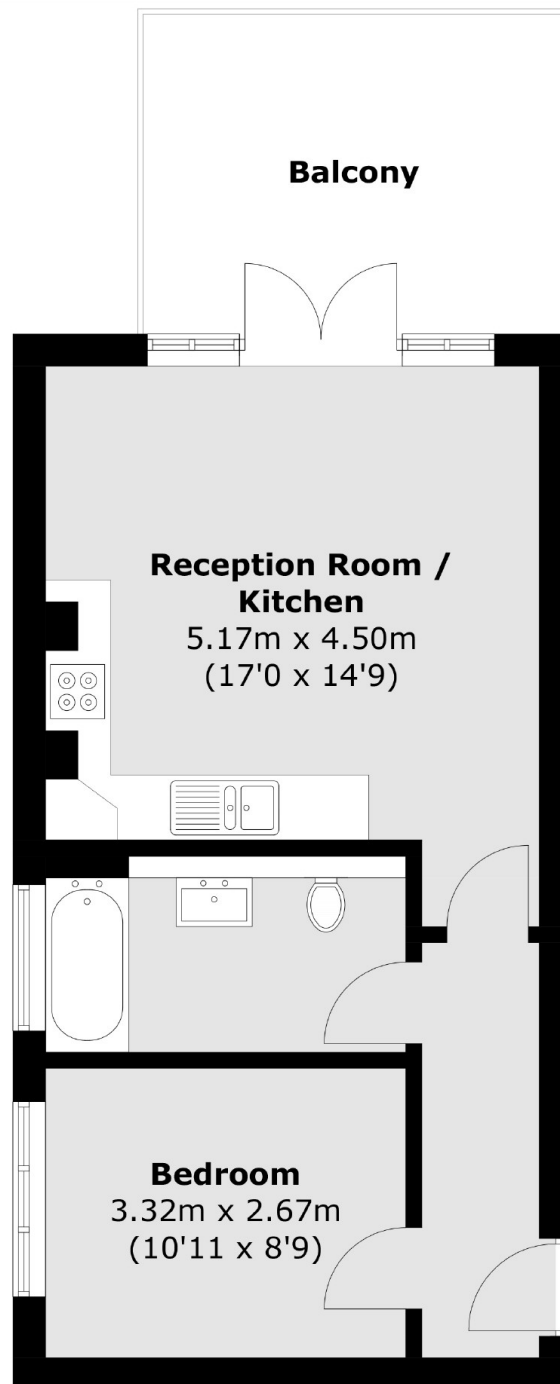 Balcony
Reception Room /
Kitchen
5.17m x 4.50m
(17'0 x 14'9)
Bedroom
3.32m x 2.67m
(10'11 x 8'9)